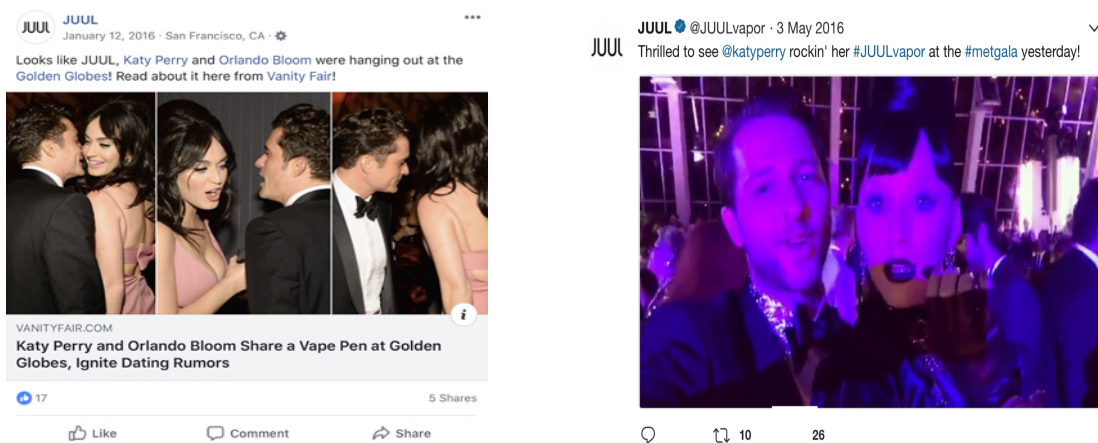 JUUL
JUUL
January 12, 2016 · San Francisco, CA ·
Looks like JUUL, Katy Perry and Orlando Bloom were hanging out at the
Golden Globes! Read about it here from Vanity Fair!
i
VANITYFAIR.COM
Katy Perry and Orlando Bloom Share a Vape Pen at Golden
Globes, Ignite Dating Rumors
17
5 Shares
Like Comment Share
JUUL
JUUL @JUULvapor · 3 May 2016
Thrilled to see @katyperry rockin' her #JUULvapor at the #metgala yesterday!
10 26